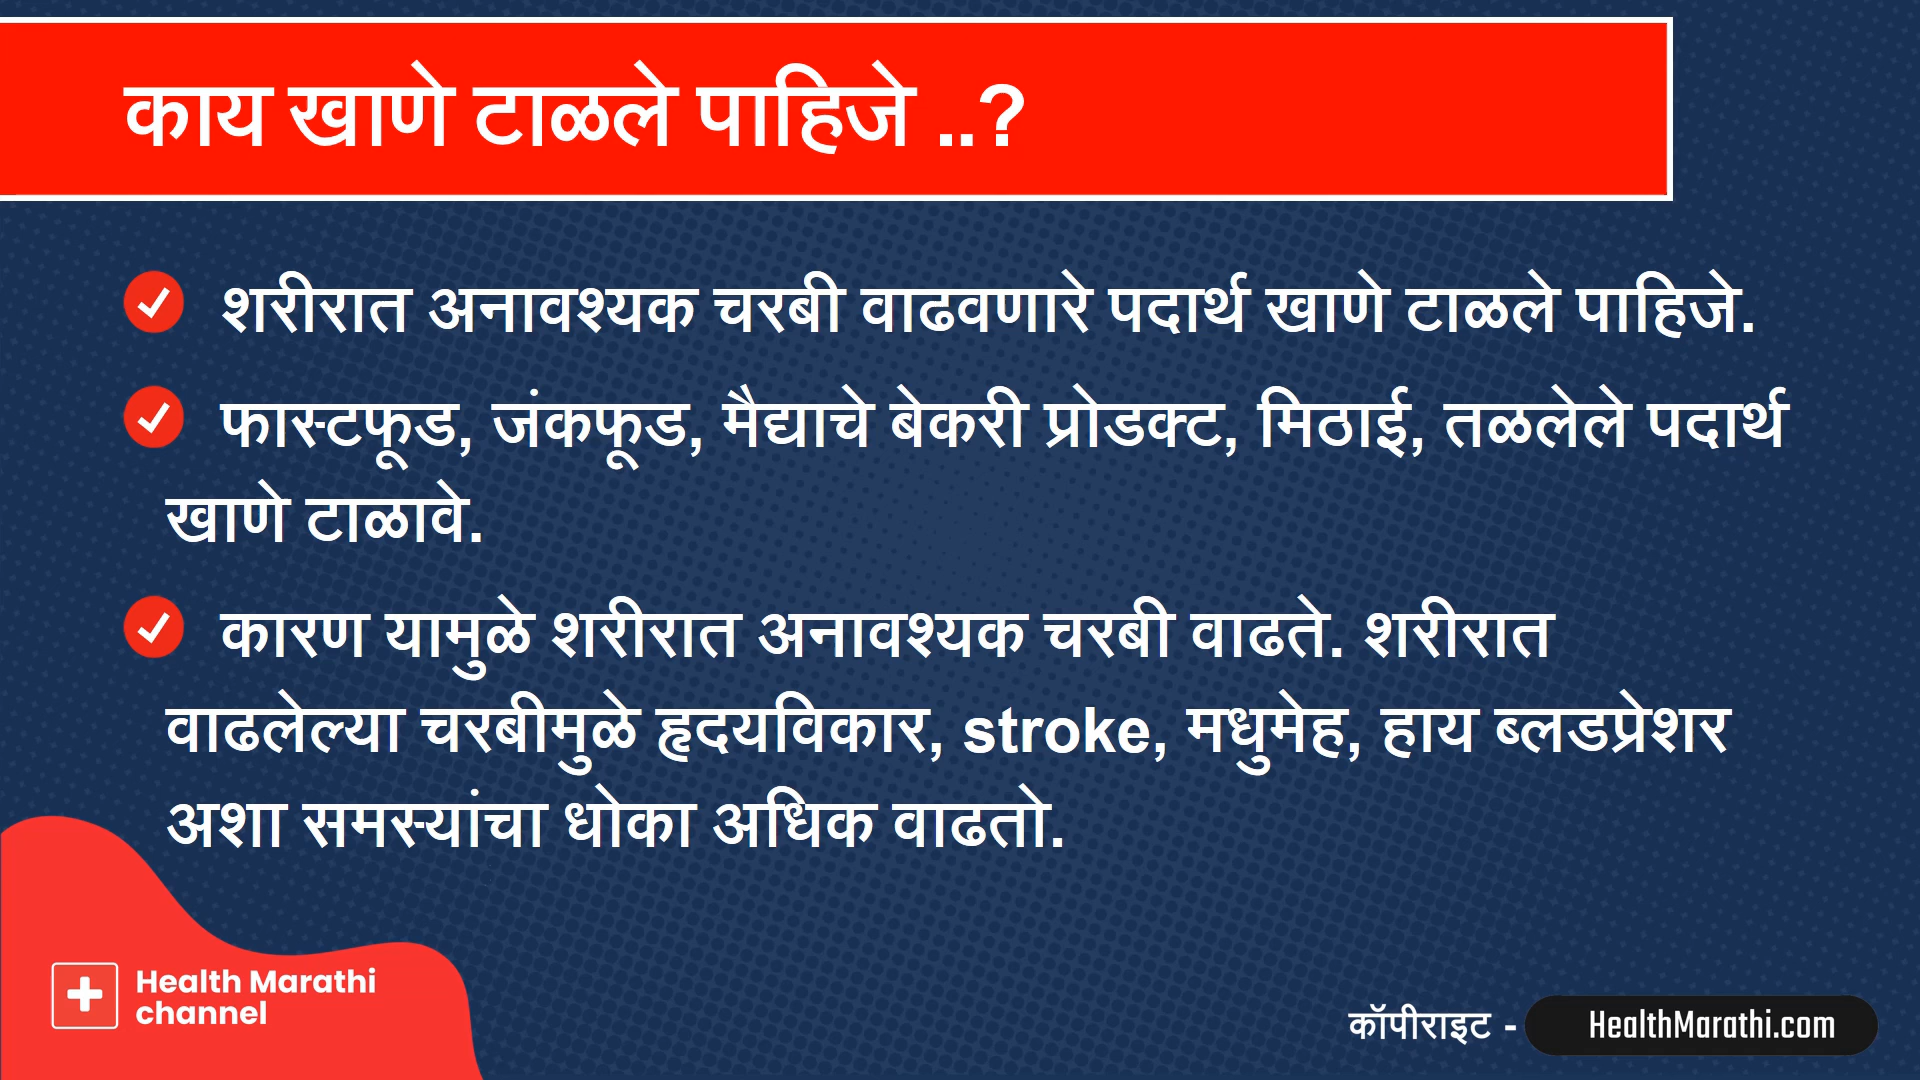 काय खाणे टाळले पाहिजे ..?
शरीरात अनावश्यक चरबी वाढवणारे पदार्थ खाणे टाळले पाहिजे.
फास्टफूड, जंकफूड, मैद्याचे बेकरी प्रोडक्ट, मिठाई, तळलेले पदार्थ
खाणे टाळावे.
कारण यामुळे शरीरात अनावश्यक चरबी वाढते. शरीरात
वाढलेल्या चरबीमुळे हृदयविकार, stroke, मधुमेह, हाय ब्लडप्रेशर
अशा समस्यांचा धोका अधिक वाढतो.
Health Marathi
channel
कॉपीराइट - HealthMarathi.com